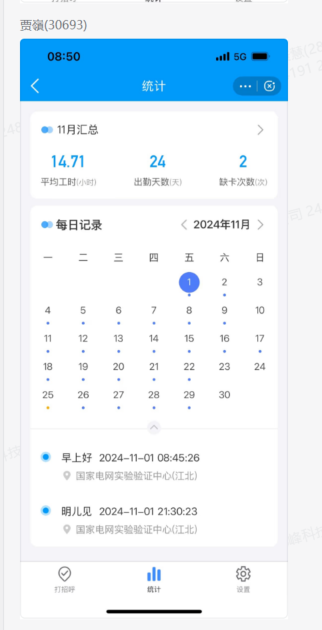 贾嶺(30693)
08:50 5G
统计
11月汇总
14.71 24 2
平均工时(小时) 出勤天数(天) 缺卡次数(次)
每日记录 2024年11月
一 二 三 四 五 六 日
1 2 3
4 5 6 7 8 9 10
11 12 13 14 15 16 17
18 19 20 21 22 23 24
25 26 27 28 29 30
早上好 2024-11-01 08:45:26
国家电网实验验证中心(江北)
明儿见 2024-11-01 21:30:23
国家电网实验验证中心(江北)
打招呼 统计 设置